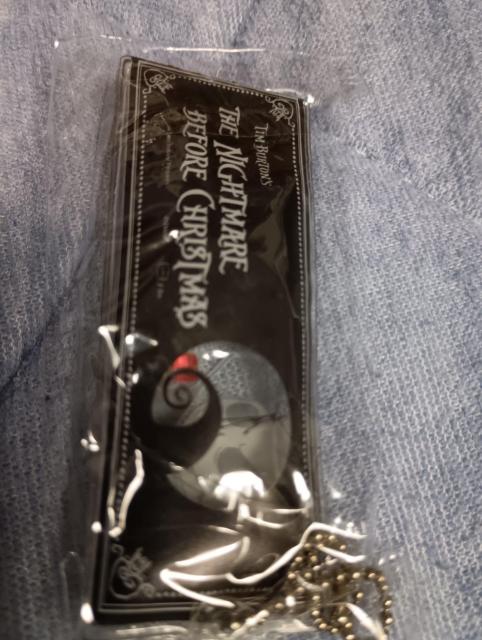 TIM BURTON'S
THE NIGHTMARE
BEFORE CHRISTMAS